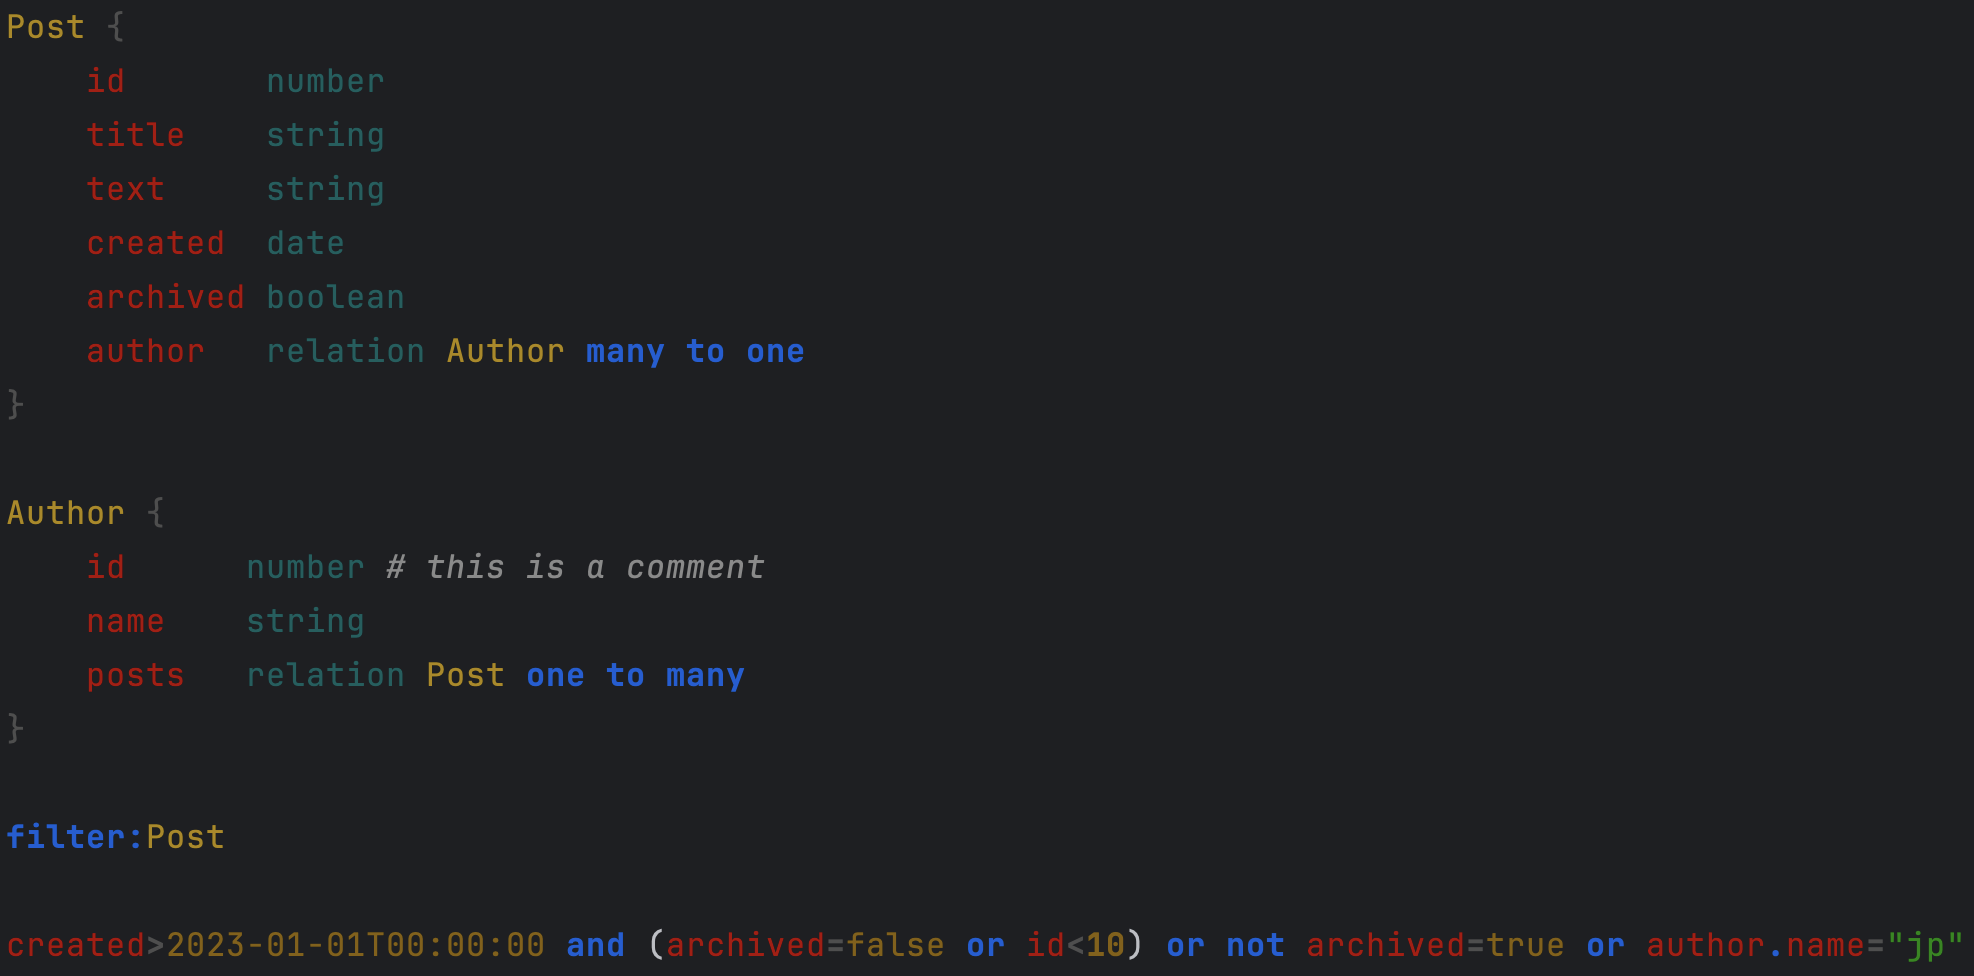 Post {
    id       number
    title    string
    text     string
    created  date
    archived boolean
    author   relation Author many to one
}

Author {
    id      number # this is a comment
    name    string
    posts   relation Post one to many
}

filter:Post

created>2023-01-01T00:00:00 and (archived=false or id<10) or not archived=true or author.name="jp"